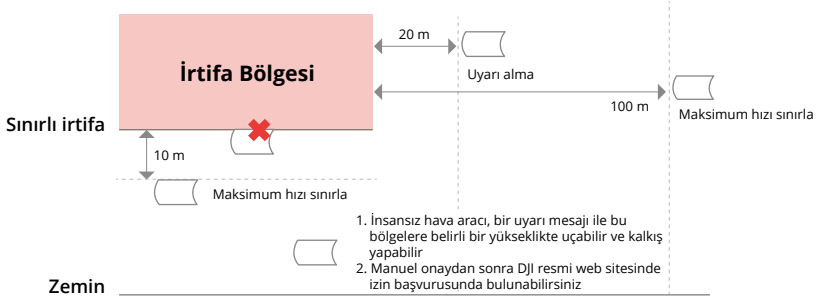 20 m
İrtifa Bölgesi
Uyarı alma
100 m
Maksimum hızı sınırla
Sınırlı irtifa
10 m
Maksimum hızı sınırla
1. İnsansız hava aracı, bir uyarı mesajı ile bu
bölgelere belirli bir yükseklikte uçabilir ve kalkış
yapabilir
2. Manuel onaydan sonra DJI resmi web sitesinde
izin başvurusunda bulunabilirsiniz
Zemin